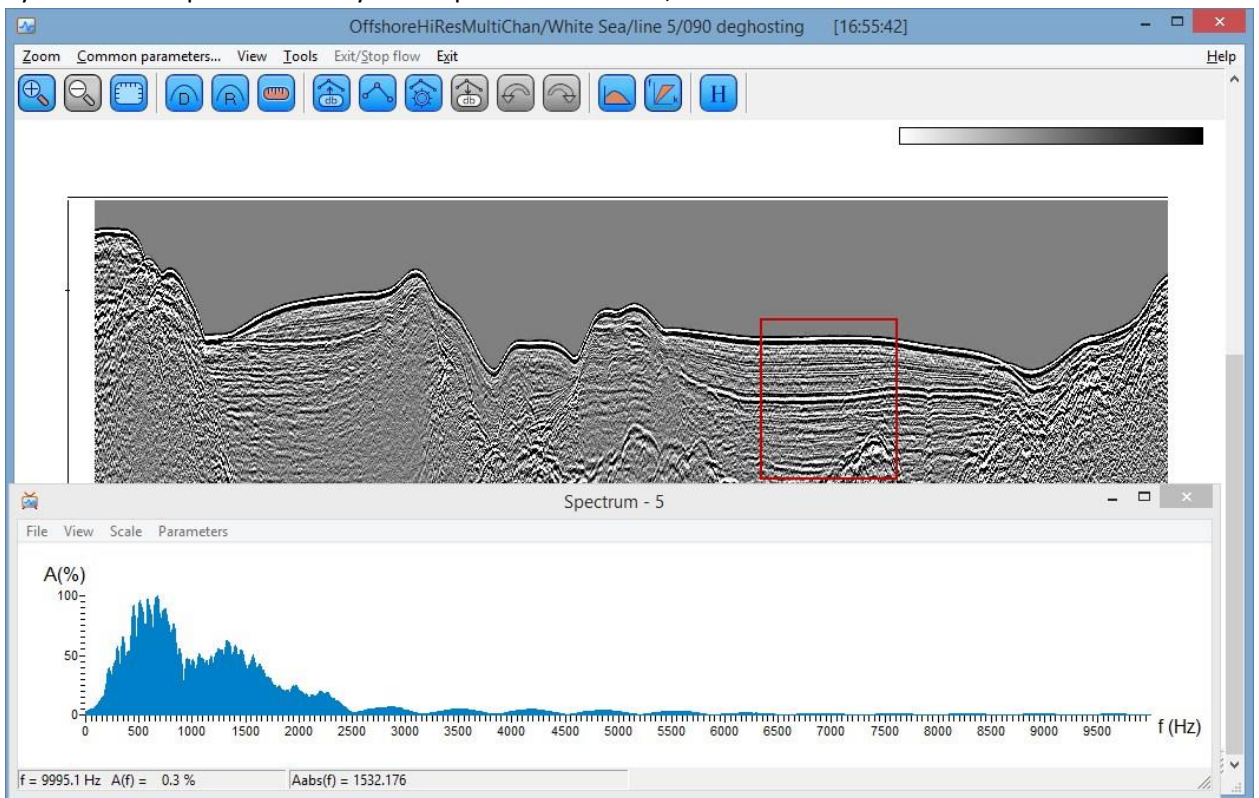 OffshoreHiResMultiChan/White Sea/line 5/090 deghosting [16:55:42]
Zoom Common parameters... View Tools Exit/Stop flow Exit Help
D R db db f k H
Spectrum - 5
File View Scale Parameters
A(%)
100
50
0
0 500 1000 1500 2000 2500 3000 3500 4000 4500 5000 5500 6000 6500 7000 7500 8000 8500 9000 9500 f (Hz)
f = 9995.1 Hz A(f) = 0.3 % Aabs(f) = 1532.176